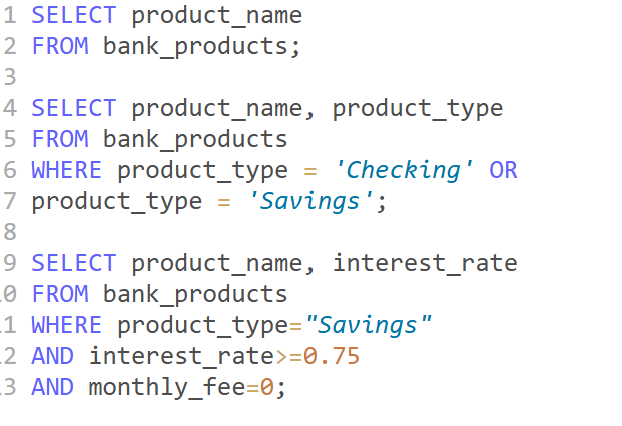 1 SELECT product_name
2 FROM bank_products;
3
4 SELECT product_name, product_type
5 FROM bank_products
6 WHERE product_type = 'Checking' OR
7 product_type = 'Savings';
8
9 SELECT product_name, interest_rate
0 FROM bank_products
1 WHERE product_type="Savings"
2 AND interest_rate>=0.75
3 AND monthly_fee=0;